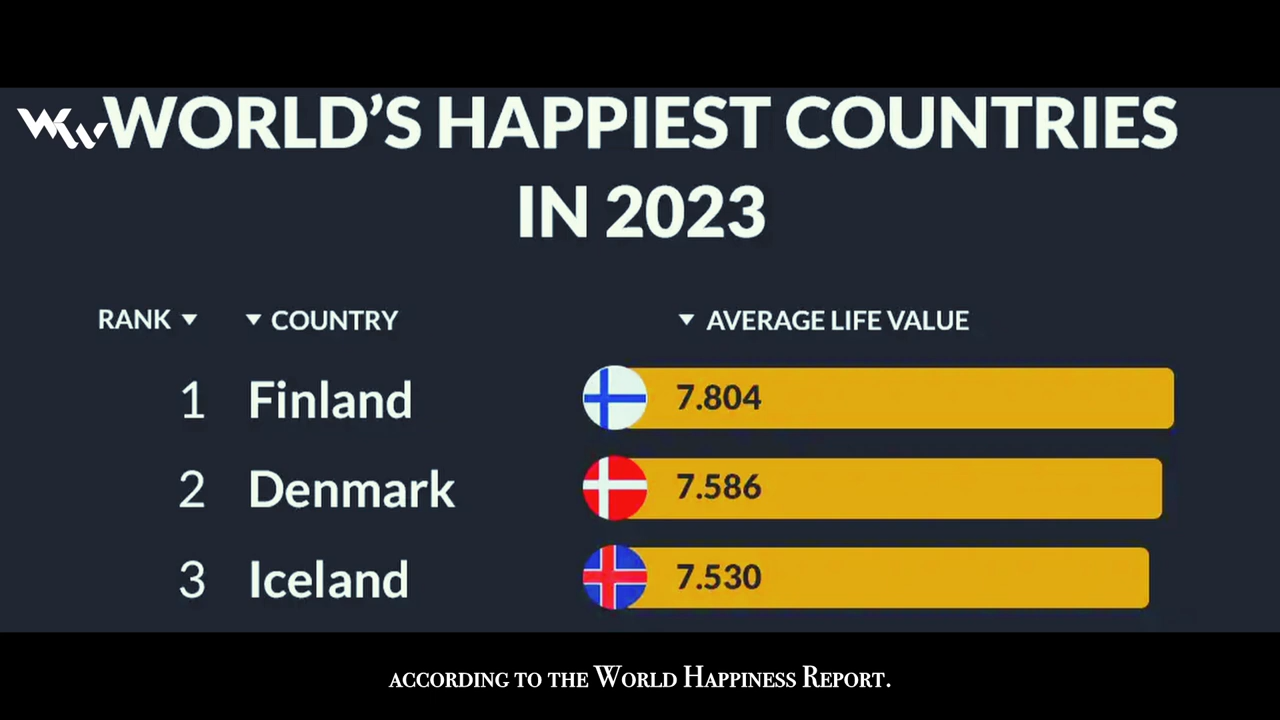 WORLD'S HAPPIEST COUNTRIES
IN 2023
RANK COUNTRY AVERAGE LIFE VALUE
1 Finland 7.804
2 Denmark 7.586
3 Iceland 7.530
ACCORDING TO THE WORLD HAPPINESS REPORT.